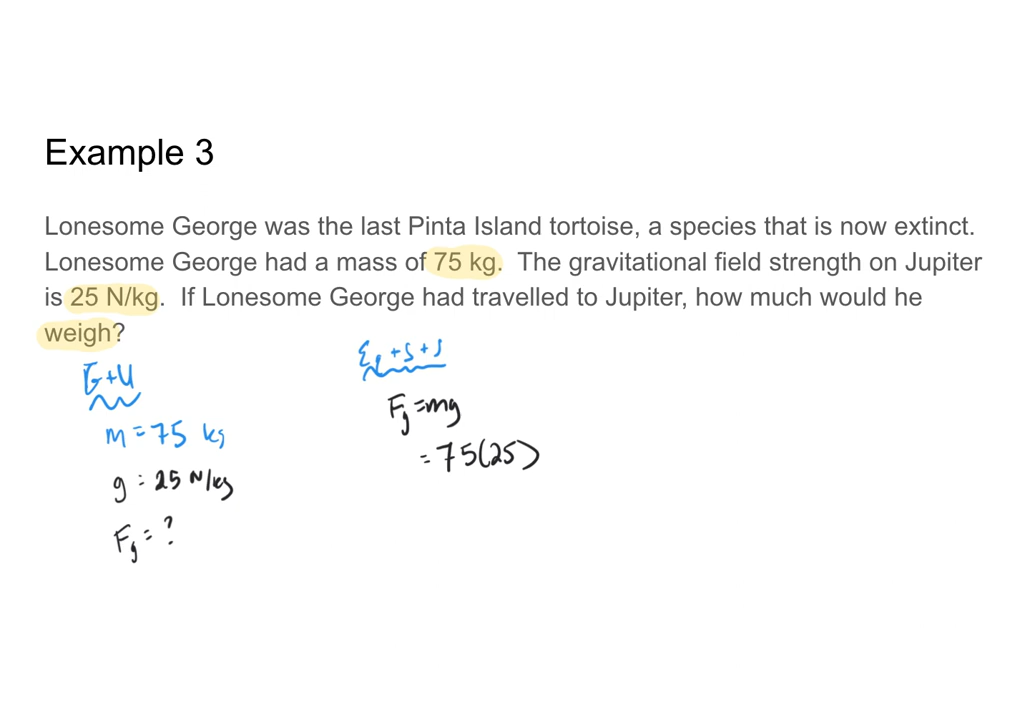 Example 3
Lonesome George was the last Pinta Island tortoise, a species that is now extinct.
Lonesome George had a mass of 75 kg.  The gravitational field strength on Jupiter
is 25 N/kg.  If Lonesome George had travelled to Jupiter, how much would he
weigh?
G+U
m = 75 kg
g = 25 N/kg
Fg = ?
Eq+S+S
Fg = mg
= 75(25)